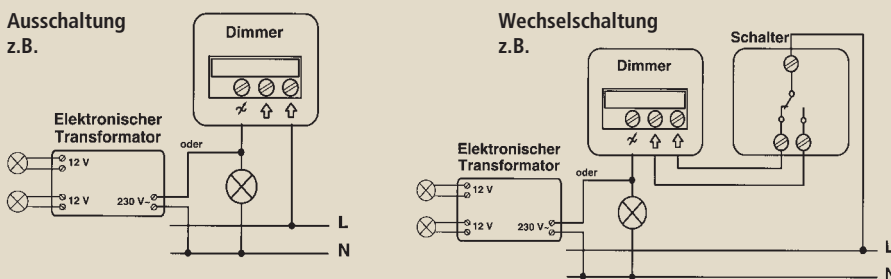 Ausschaltung
z.B.
Dimmer
Elektronischer
Transformator
oder
12 V
12 V
230 V~
L
N
Wechselschaltung
z.B.
Schalter
Dimmer
Elektronischer
Transformator
oder
12 V
12 V
230 V~
L
N